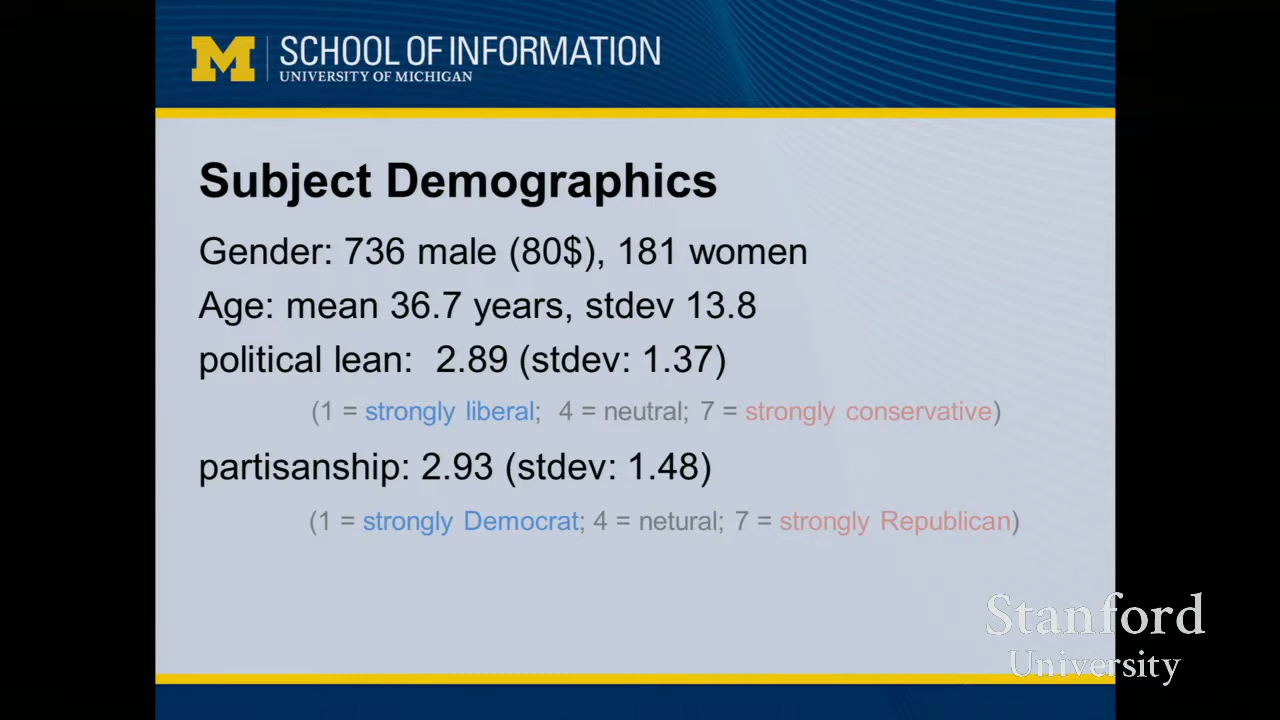 M SCHOOL OF INFORMATION
UNIVERSITY OF MICHIGAN
Subject Demographics
Gender: 736 male (80$), 181 women
Age: mean 36.7 years, stdev 13.8
political lean: 2.89 (stdev: 1.37)
(1 = strongly liberal; 4 = neutral; 7 = strongly conservative)
partisanship: 2.93 (stdev: 1.48)
(1 = strongly Democrat; 4 = netural; 7 = strongly Republican)
Stanford
University